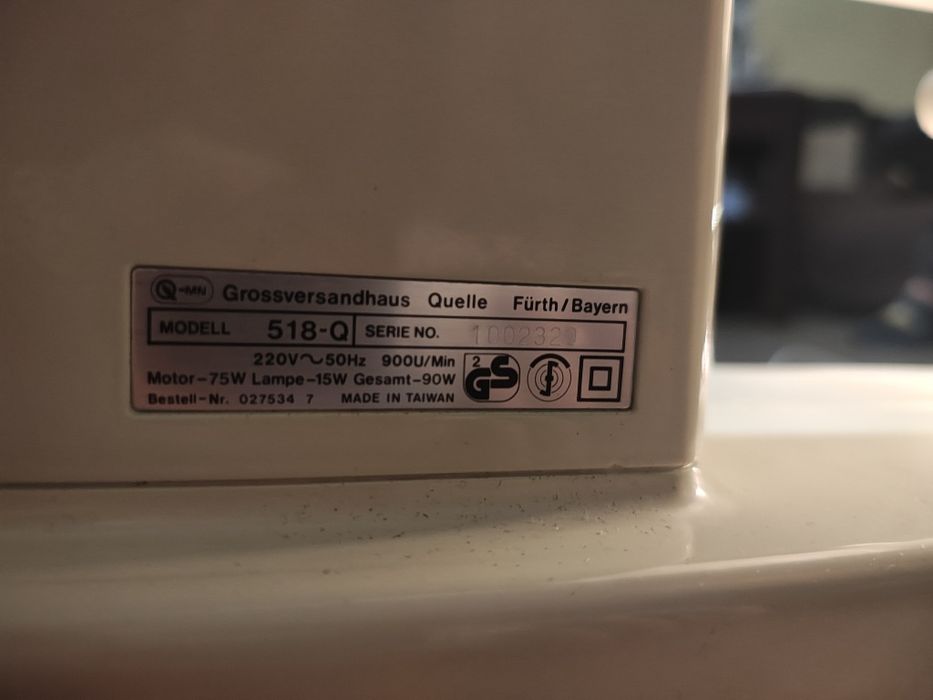 Q-MN Grossversandhaus Quelle Fürth/Bayern
MODELL 518-Q SERIE NO.
220V~50Hz 900U/Min
Motor-75W Lampe-15W Gesamt-90W
Bestell-Nr. 027534 7 MADE IN TAIWAN
2 GS